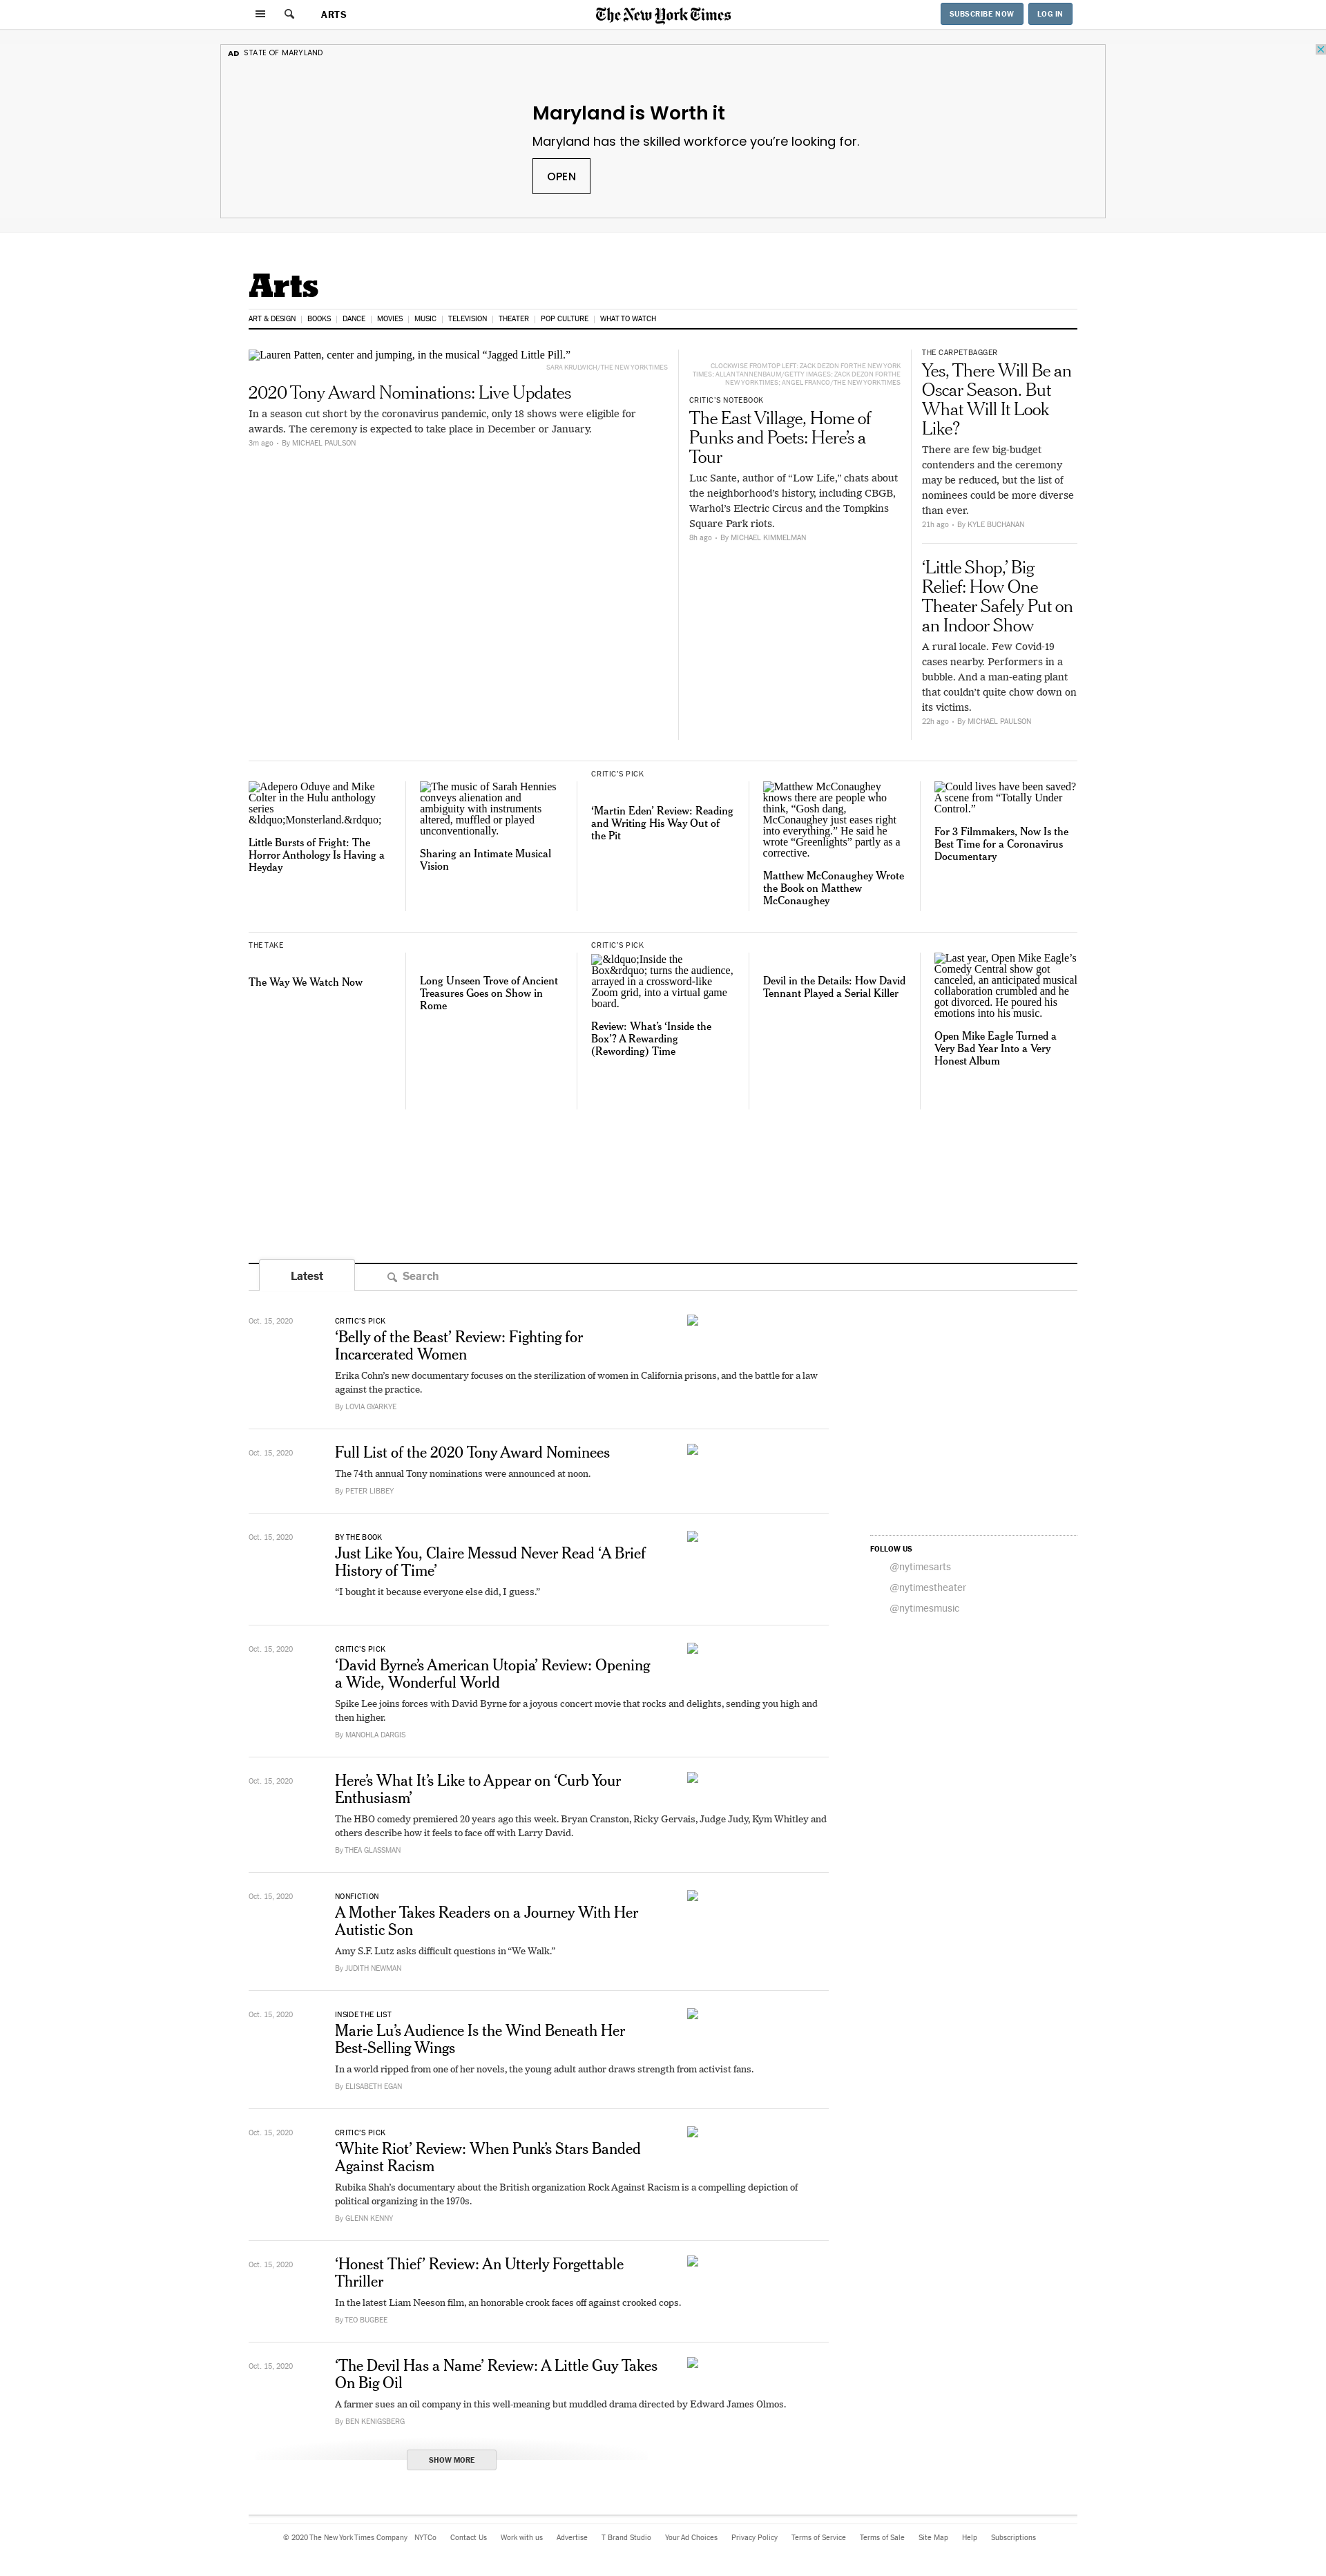 ARTS
The New York Times
SUBSCRIBE NOW
LOG IN
AD STATE OF MARYLAND
Maryland is Worth it
Maryland has the skilled workforce you’re looking for.
OPEN
Arts
ART & DESIGN
BOOKS
DANCE
MOVIES
MUSIC
TELEVISION
THEATER
POP CULTURE
WHAT TO WATCH
Lauren Patten, center and jumping, in the musical “Jagged Little Pill.”
SARA KRULWICH/THE NEW YORK TIMES
2020 Tony Award Nominations: Live Updates
In a season cut short by the coronavirus pandemic, only 18 shows were eligible for
awards. The ceremony is expected to take place in December or January.
3m ago • By MICHAEL PAULSON
CLOCKWISE FROM TOP LEFT: ZACK DEZON FOR THE NEW YORK
TIMES; ALLAN TANNENBAUM/GETTY IMAGES; ZACK DEZON FOR THE
NEW YORK TIMES; ANGEL FRANCO/THE NEW YORK TIMES
CRITIC’S NOTEBOOK
The East Village, Home of
Punks and Poets: Here’s a
Tour
Luc Sante, author of “Low Life,” chats about
the neighborhood’s history, including CBGB,
Warhol’s Electric Circus and the Tompkins
Square Park riots.
8h ago • By MICHAEL KIMMELMAN
THE CARPETBAGGER
Yes, There Will Be an
Oscar Season. But
What Will It Look
Like?
There are few big-budget
contenders and the ceremony
may be reduced, but the list of
nominees could be more diverse
than ever.
21h ago • By KYLE BUCHANAN
‘Little Shop,’ Big
Relief: How One
Theater Safely Put on
an Indoor Show
A rural locale. Few Covid-19
cases nearby. Performers in a
bubble. And a man-eating plant
that couldn’t quite chow down on
its victims.
22h ago • By MICHAEL PAULSON
Adepero Oduye and Mike
Colter in the Hulu anthology
series
&ldquo;Monsterland.&rdquo;
Little Bursts of Fright: The
Horror Anthology Is Having a
Heyday
The music of Sarah Hennies
conveys alienation and
ambiguity with instruments
altered, muffled or played
unconventionally.
Sharing an Intimate Musical
Vision
CRITIC’S PICK
‘Martin Eden’ Review: Reading
and Writing His Way Out of
the Pit
Matthew McConaughey
knows there are people who
think, “Gosh dang,
McConaughey just eases right
into everything.” He said he
wrote “Greenlights” partly as a
corrective.
Matthew McConaughey Wrote
the Book on Matthew
McConaughey
Could lives have been saved?
A scene from “Totally Under
Control.”
For 3 Filmmakers, Now Is the
Best Time for a Coronavirus
Documentary
THE TAKE
The Way We Watch Now
Long Unseen Trove of Ancient
Treasures Goes on Show in
Rome
CRITIC’S PICK
&ldquo;Inside the
Box&rdquo; turns the audience,
arrayed in a crossword-like
Zoom grid, into a virtual game
board.
Review: What’s ‘Inside the
Box’? A Rewarding
(Rewording) Time
Devil in the Details: How David
Tennant Played a Serial Killer
Last year, Open Mike Eagle’s
Comedy Central show got
canceled, an anticipated musical
collaboration crumbled and he
got divorced. He poured his
emotions into his music.
Open Mike Eagle Turned a
Very Bad Year Into a Very
Honest Album
Latest
Search
Oct. 15, 2020
CRITIC’S PICK
‘Belly of the Beast’ Review: Fighting for
Incarcerated Women
Erika Cohn’s new documentary focuses on the sterilization of women in California prisons, and the battle for a law
against the practice.
By LOVIA GYARKYE
Oct. 15, 2020
Full List of the 2020 Tony Award Nominees
The 74th annual Tony nominations were announced at noon.
By PETER LIBBEY
Oct. 15, 2020
BY THE BOOK
Just Like You, Claire Messud Never Read ‘A Brief
History of Time’
“I bought it because everyone else did, I guess.”
FOLLOW US
@nytimesarts
@nytimestheater
@nytimesmusic
Oct. 15, 2020
CRITIC’S PICK
‘David Byrne’s American Utopia’ Review: Opening
a Wide, Wonderful World
Spike Lee joins forces with David Byrne for a joyous concert movie that rocks and delights, sending you high and
then higher.
By MANOHLA DARGIS
Oct. 15, 2020
Here’s What It’s Like to Appear on ‘Curb Your
Enthusiasm’
The HBO comedy premiered 20 years ago this week. Bryan Cranston, Ricky Gervais, Judge Judy, Kym Whitley and
others describe how it feels to face off with Larry David.
By THEA GLASSMAN
Oct. 15, 2020
NONFICTION
A Mother Takes Readers on a Journey With Her
Autistic Son
Amy S.F. Lutz asks difficult questions in “We Walk.”
By JUDITH NEWMAN
Oct. 15, 2020
INSIDE THE LIST
Marie Lu’s Audience Is the Wind Beneath Her
Best-Selling Wings
In a world ripped from one of her novels, the young adult author draws strength from activist fans.
By ELISABETH EGAN
Oct. 15, 2020
CRITIC’S PICK
‘White Riot’ Review: When Punk’s Stars Banded
Against Racism
Rubika Shah’s documentary about the British organization Rock Against Racism is a compelling depiction of
political organizing in the 1970s.
By GLENN KENNY
Oct. 15, 2020
‘Honest Thief’ Review: An Utterly Forgettable
Thriller
In the latest Liam Neeson film, an honorable crook faces off against crooked cops.
By TEO BUGBEE
Oct. 15, 2020
‘The Devil Has a Name’ Review: A Little Guy Takes
On Big Oil
A farmer sues an oil company in this well-meaning but muddled drama directed by Edward James Olmos.
By BEN KENIGSBERG
SHOW MORE
© 2020 The New York Times Company NYTCo Contact Us Work with us Advertise T Brand Studio Your Ad Choices Privacy Policy Terms of Service Terms of Sale Site Map Help Subscriptions